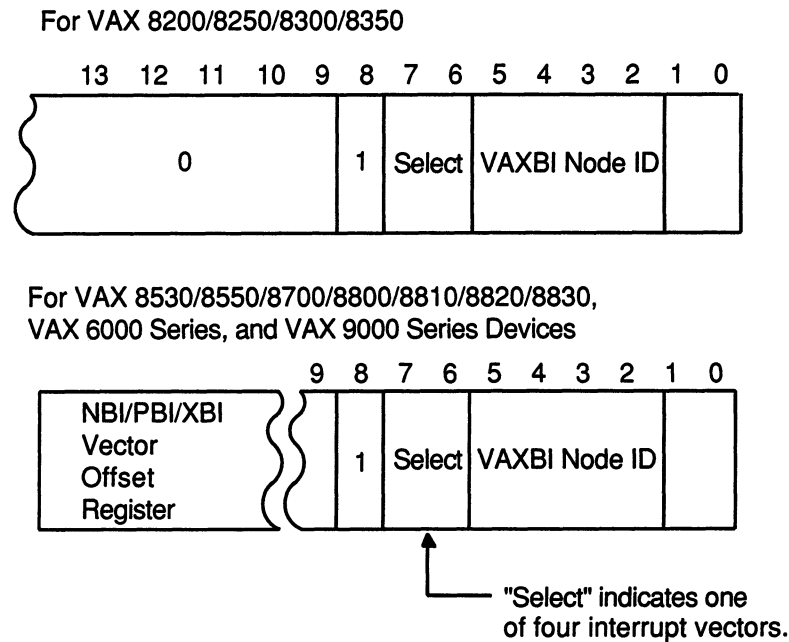 For VAX 8200/8250/8300/8350
13 12 11 10 9 8 7 6 5 4 3 2 1 0
0 1 Select VAXBI Node ID
For VAX 8530/8550/8700/8800/8810/8820/8830,
VAX 6000 Series, and VAX 9000 Series Devices
9 8 7 6 5 4 3 2 1 0
NBI/PBI/XBI
Vector
Offset
Register
1 Select VAXBI Node ID
"Select" indicates one
of four interrupt vectors.